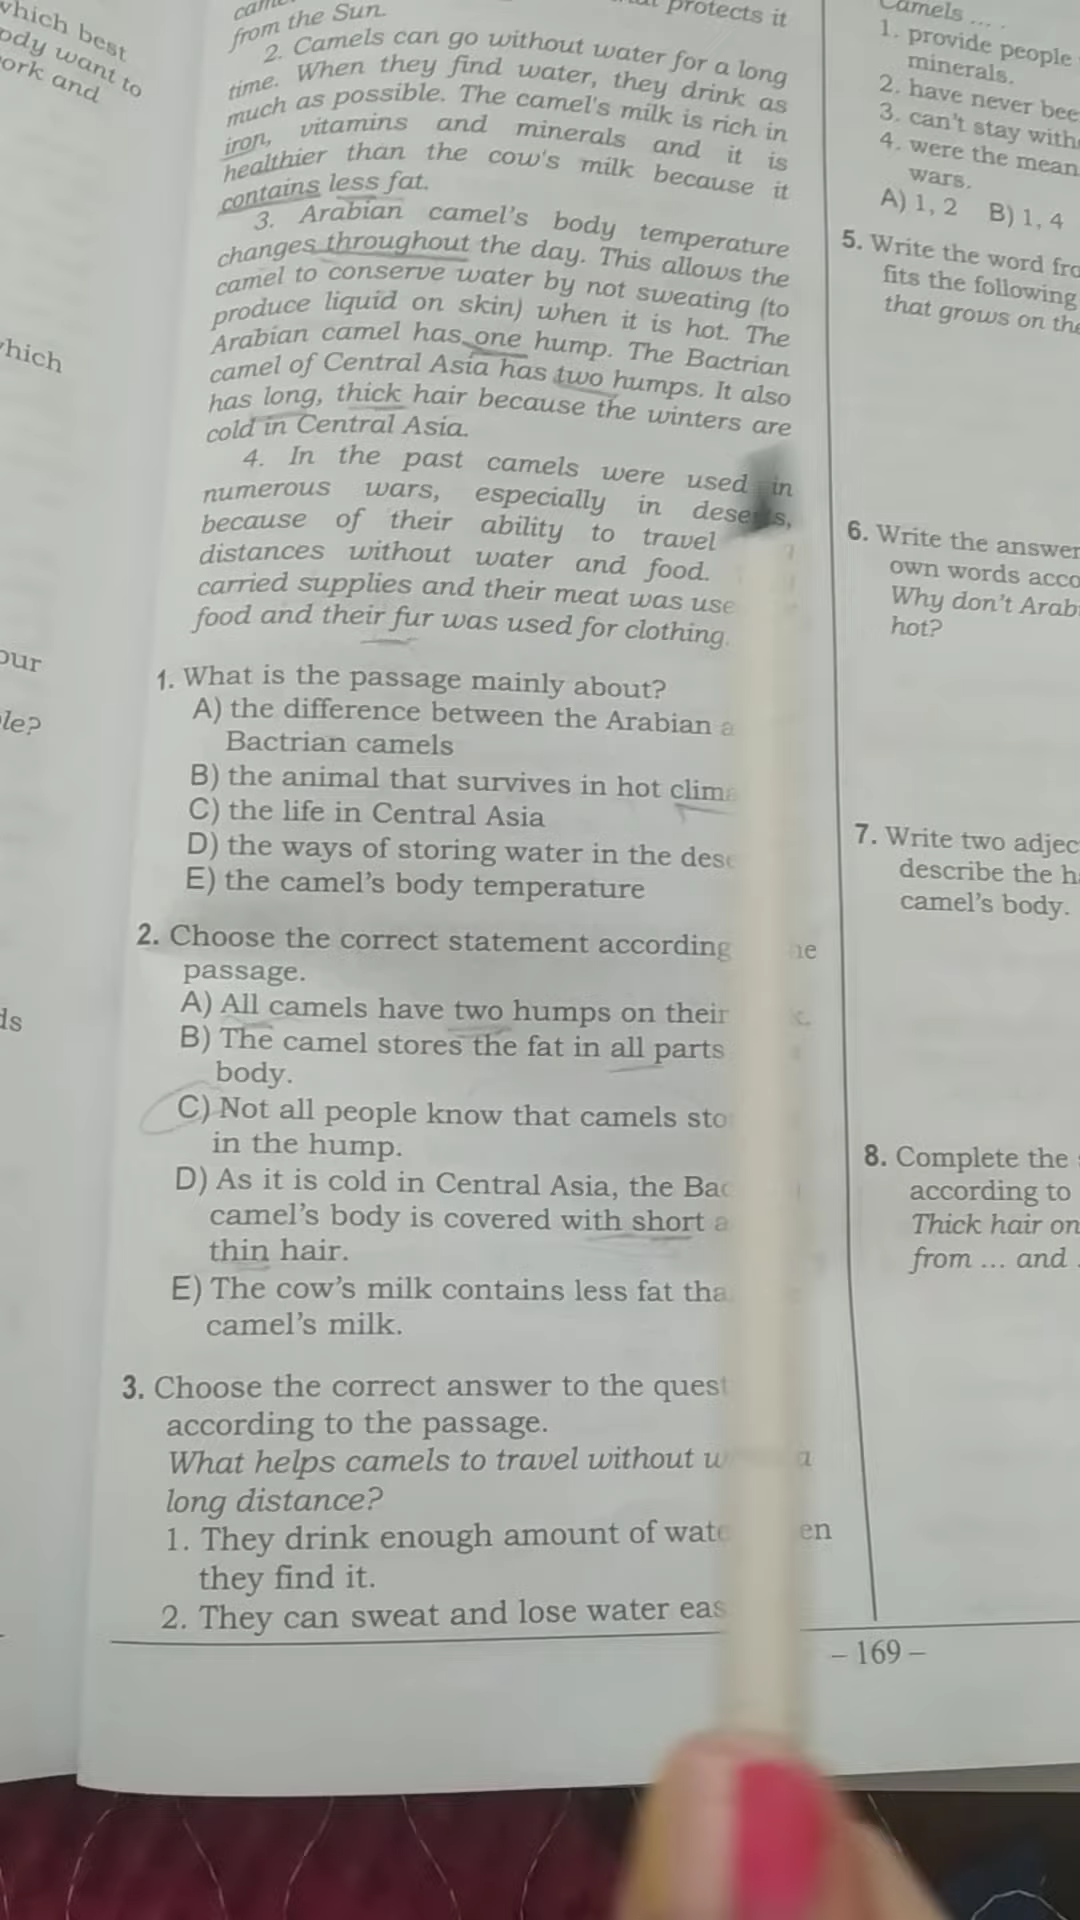 which best
ody want to
ork and
which
our
le?
ds
from the Sun.
protects it
2. Camels can go without water for a long
time. When they find water, they drink as
much as possible. The camel's milk is rich in
iron, vitamins and minerals and it is
healthier than the cow's milk because it
contains less fat.
3. Arabian camel's body temperature
changes throughout the day. This allows the
camel to conserve water by not sweating (to
produce liquid on skin) when it is hot. The
Arabian camel has one hump. The Bactrian
camel of Central Asia has two humps. It also
has long, thick hair because the winters are
cold in Central Asia.
4. In the past camels were used in
numerous wars, especially in deserts,
because of their ability to travel
distances without water and food.
carried supplies and their meat was use
food and their fur was used for clothing.
1. What is the passage mainly about?
A) the difference between the Arabian a
Bactrian camels
B) the animal that survives in hot clima
C) the life in Central Asia
D) the ways of storing water in the dese
E) the camel's body temperature
2. Choose the correct statement according he
passage.
A) All camels have two humps on their k.
B) The camel stores the fat in all parts
body.
C) Not all people know that camels sto
in the hump.
D) As it is cold in Central Asia, the Bac
camel's body is covered with short a
thin hair.
E) The cow's milk contains less fat tha
camel's milk.
3. Choose the correct answer to the quest
according to the passage.
What helps camels to travel without w a
long distance?
1. They drink enough amount of wate en
they find it.
2. They can sweat and lose water eas
Camels ... .
1. provide people
minerals.
2. have never bee
3. can't stay with
4. were the mean
wars.
A) 1, 2 B) 1, 4
5. Write the word fro
fits the following
that grows on the
6. Write the answer
own words acco
Why don't Arab
hot?
7. Write two adjec
describe the h
camel's body.
8. Complete the
according to
Thick hair on
from ... and
– 169 –